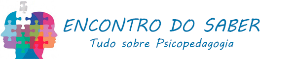 ENCONTRO DO SABER
Tudo sobre Psicopedagogia